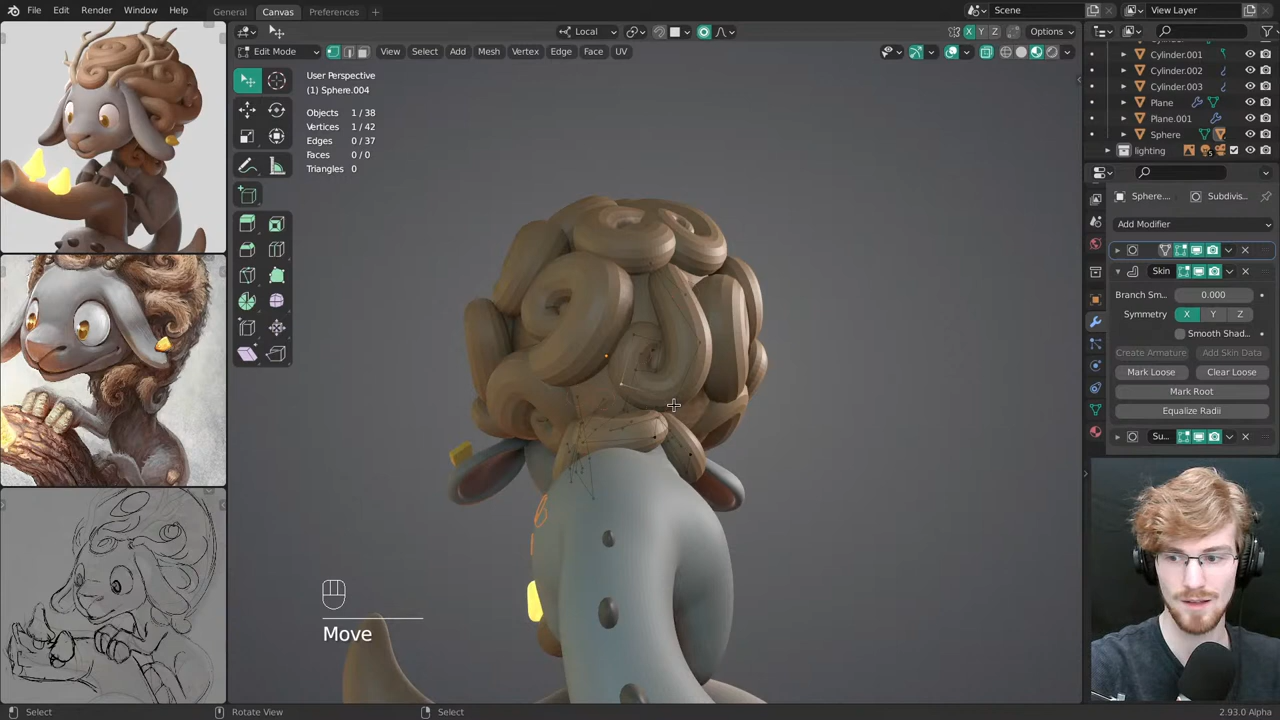 File Edit Render Window Help General Canvas Preferences + Scene View Layer
Local X Y Z Options
Edit Mode View Select Add Mesh Vertex Edge Face UV
User Perspective
(1) Sphere.004
Objects 1/38
Vertices 1/42
Edges 0/37
Faces 0/0
Triangles 0
Move
Cylinder.001
Cylinder.002
Cylinder.003
Plane
Plane.001
Sphere
lighting
Sphere.... Subdivis...
Add Modifier
Skin
Branch Sm... 0.000
Symmetry X Y Z
Smooth Shad...
Create Armature Add Skin Data
Mark Loose Clear Loose
Mark Root
Equalize Radii
Su...
Select Rotate View Select 2.93.0 Alpha